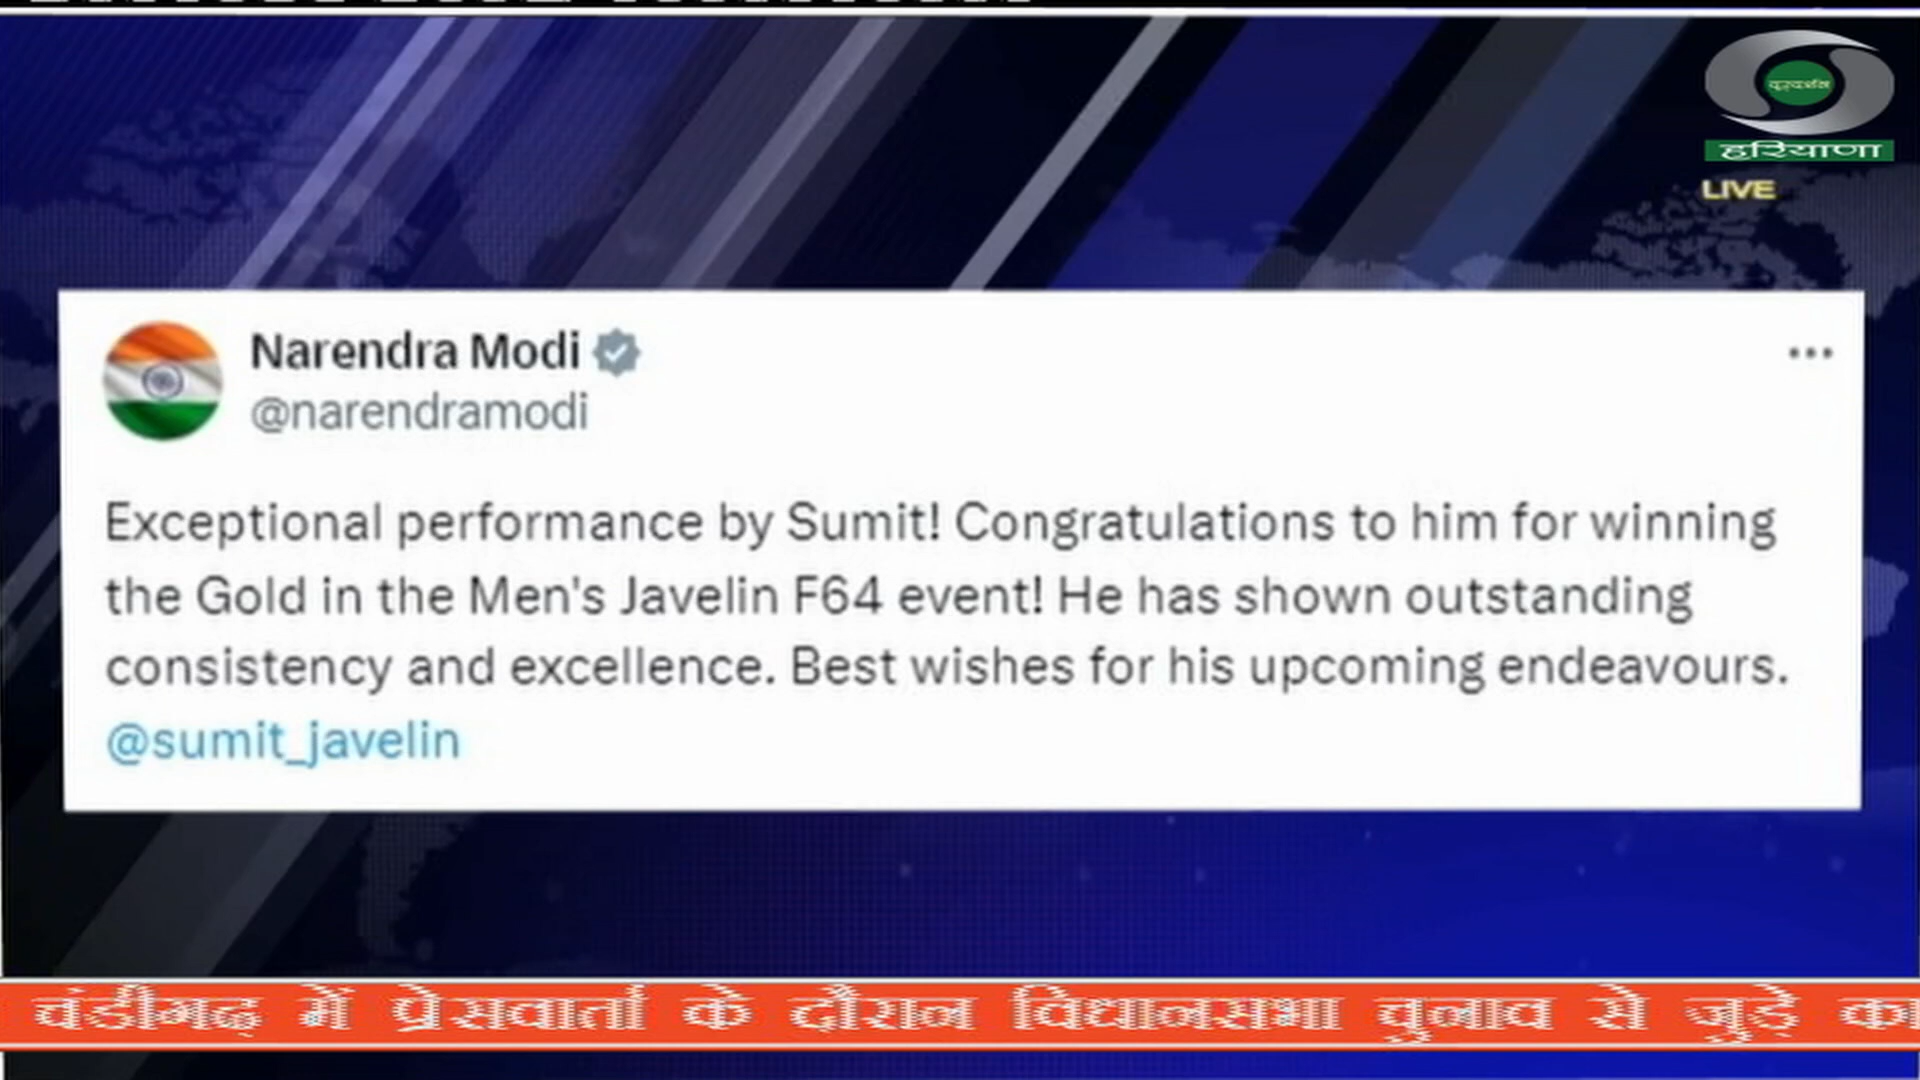 दूरदर्शन
हरियाणा
LIVE
Narendra Modi
@narendramodi
Exceptional performance by Sumit! Congratulations to him for winning
the Gold in the Men's Javelin F64 event! He has shown outstanding
consistency and excellence. Best wishes for his upcoming endeavours.
@sumit_javelin
चंडीगढ़ में प्रेसवार्ता के दौरान विधानसभा चुनाव से जुड़े का